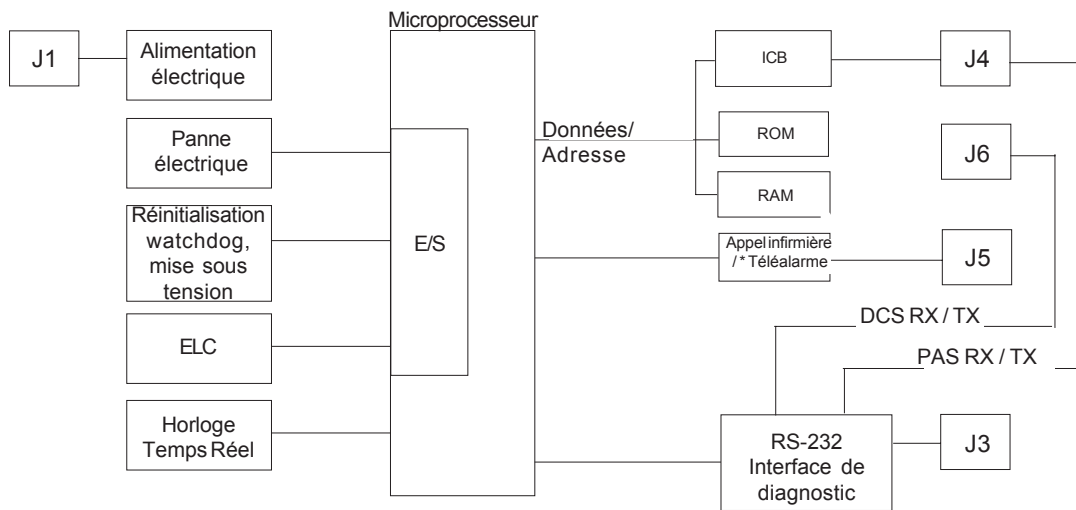 Microprocesseur
J1
Alimentation
électrique
Panne
électrique
Réinitialisation
watchdog,
mise sous
tension
ELC
Horloge
Temps Réel
E/S
Données/
Adresse
ICB
ROM
RAM
Appel infirmière
/ * Téléalarme
J4
J6
J5
DCS RX / TX
PAS RX / TX
RS-232
Interface de
diagnostic
J3